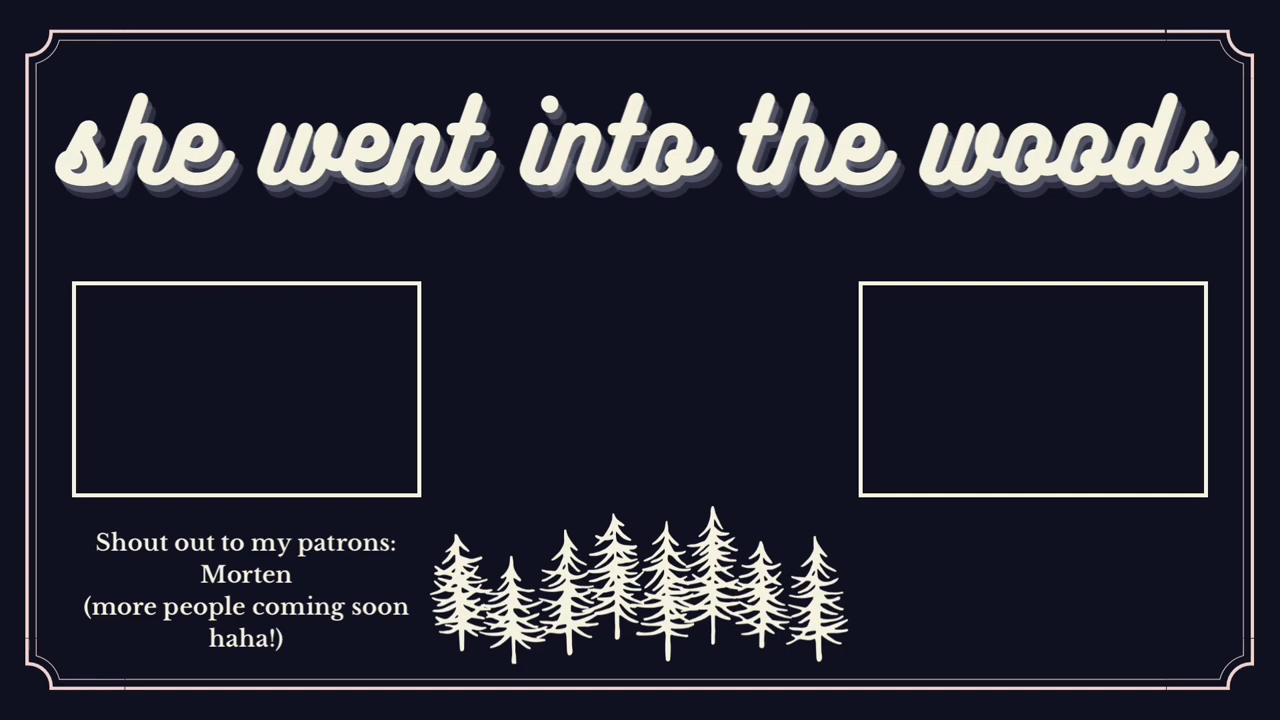 she went into the woods
Shout out to my patrons:
Morten
(more people coming soon
haha!)